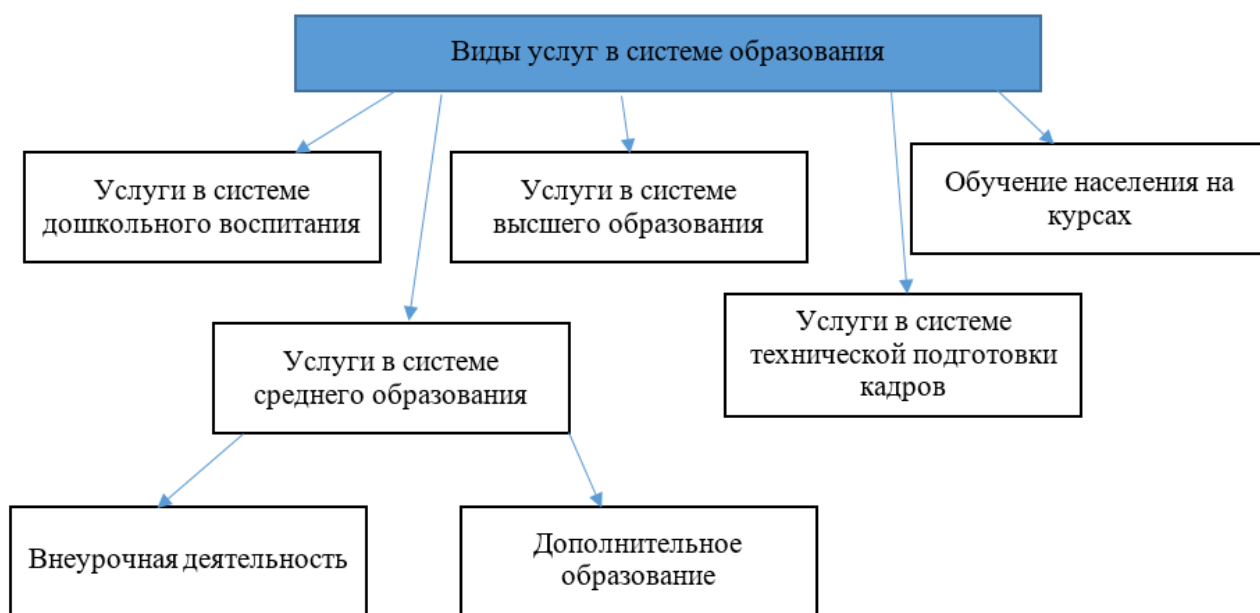 Виды услуг в системе образования
Услуги в системе
дошкольного воспитания
Услуги в системе
высшего образования
Обучение населения на
курсах
Услуги в системе
среднего образования
Услуги в системе
технической подготовки
кадров
Внеурочная деятельность
Дополнительное
образование